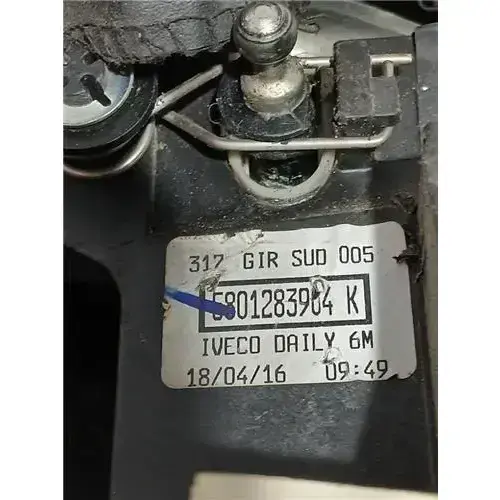 317 GIR SUD 005
5801283904 K
IVECO DAILY 6M
18/04/16 09:49